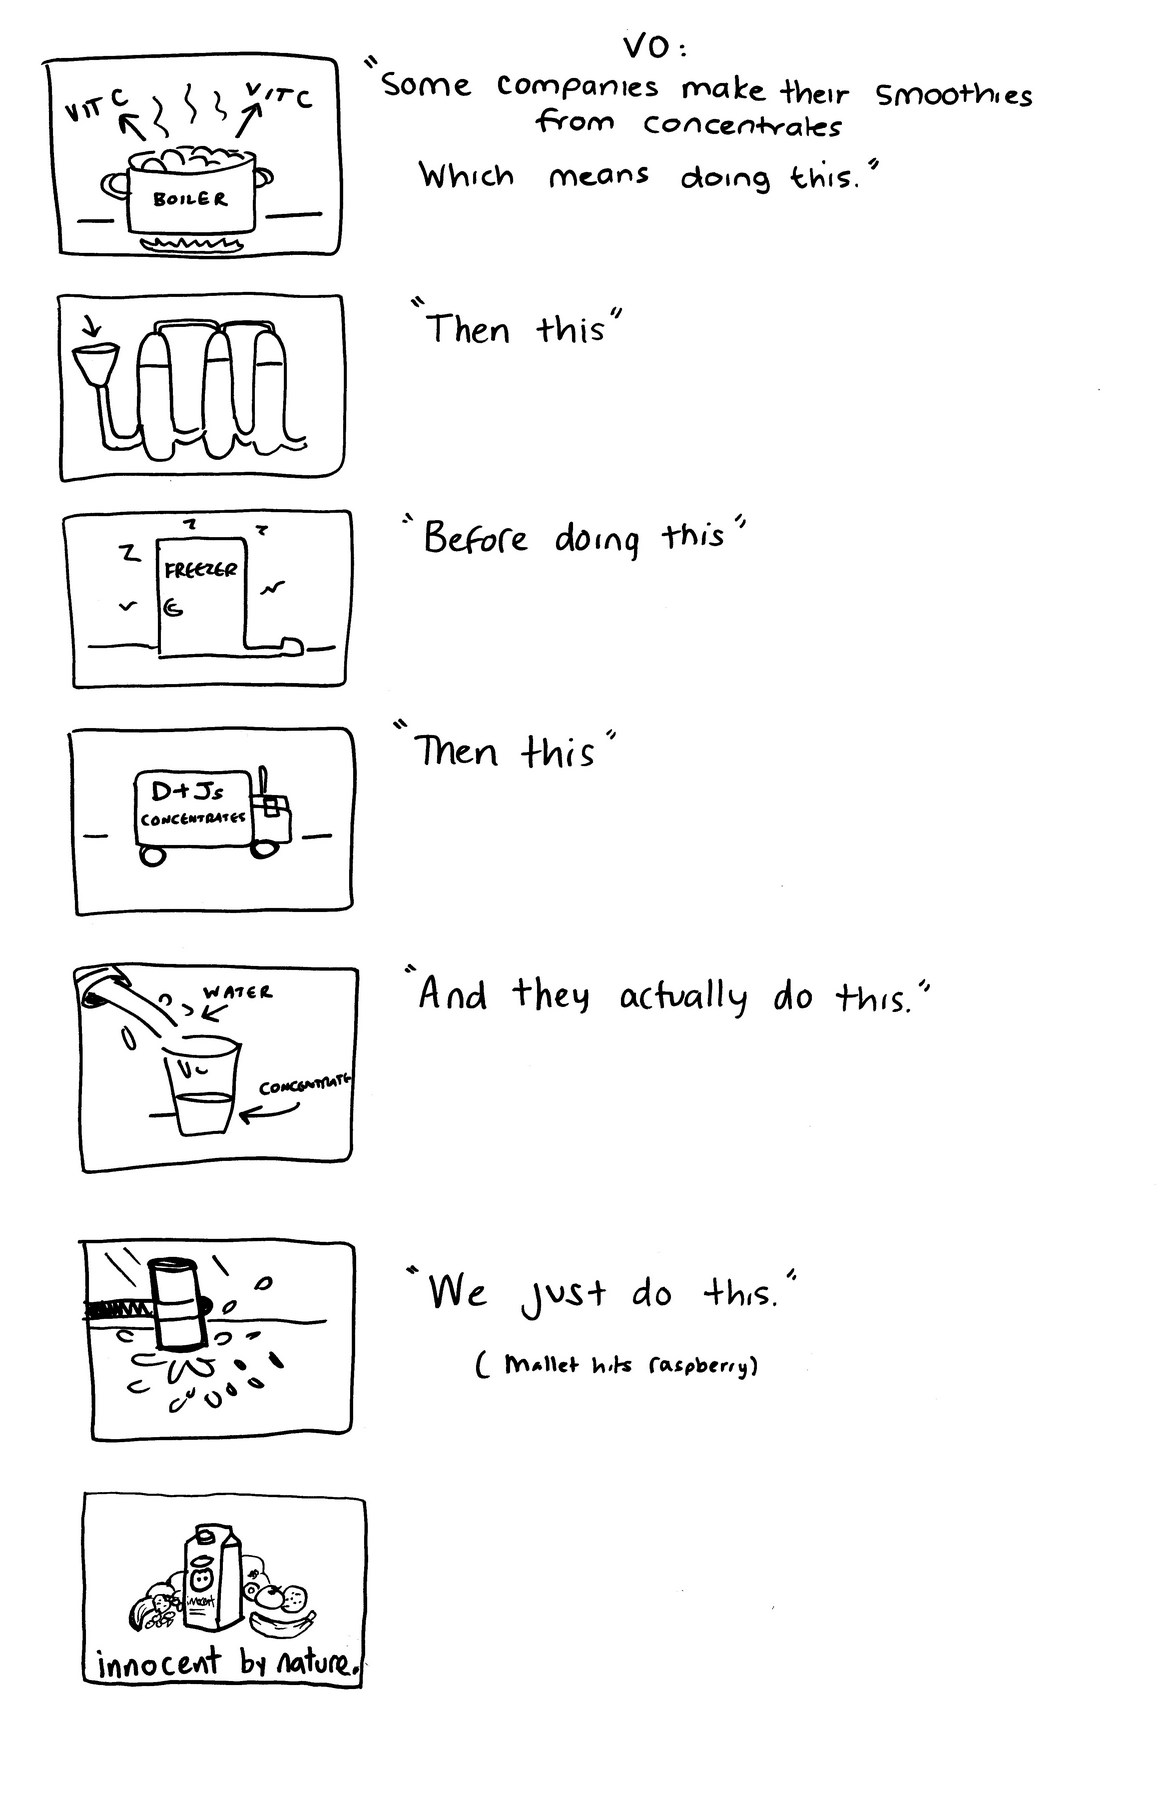 VO:
VIT C
VIT C
BOILER
"Some companies make their smoothies
from concentrates
Which means doing this."
"Then this"
FREEZER
"Before doing this"
D+Js
CONCENTRATES
"Then this"
WATER
CONCENTRATE
"And they actually do this."
"We just do this."
(Mallet hits raspberry)
innocent
innocent by nature.